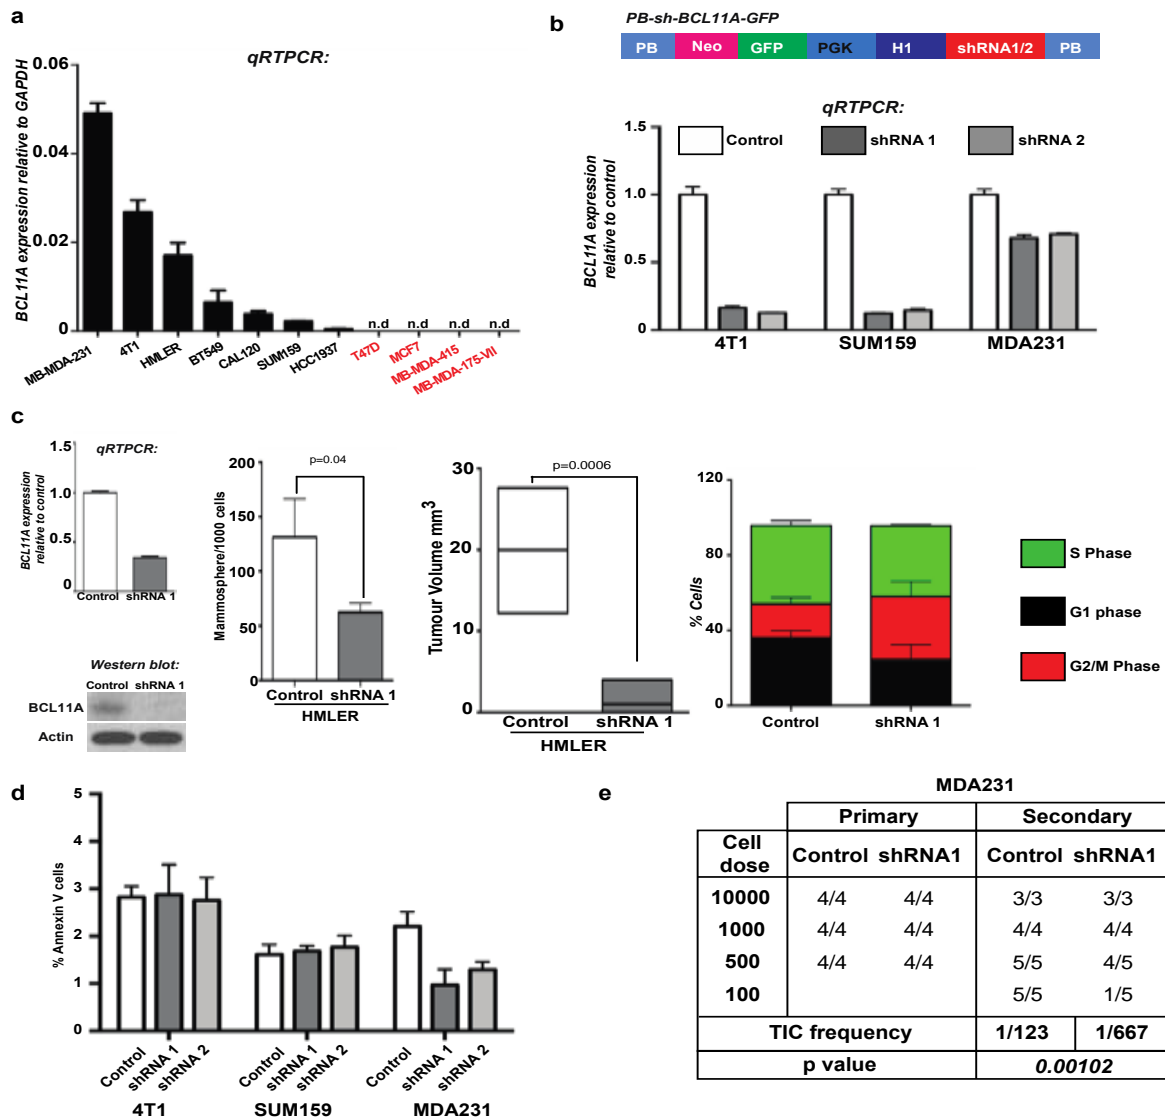 a
qRTPCR:
BCL11A expression relative to GAPDH
0.06
0.04
0.02
0
n.d n.d n.d n.d
MB-MDA-231
4T1
HMLER
BT549
CAL120
SUM159
HCC1937
T47D
MCF7
MB-MDA-415
MB-MDA-175-VII
b
PB-sh-BCL11A-GFP
PB Neo GFP PGK H1 shRNA1/2 PB
qRTPCR:
Control shRNA 1 shRNA 2
BCL11A expression
relative to control
1.5
1.0
0.5
0
4T1 SUM159 MDA231
c
qRTPCR:
BCL11A expression
relative to control
1.5
1.0
0.5
0
Control shRNA 1
Western blot:
Control shRNA 1
BCL11A
Actin
Mammosphere/1000 cells
200
150
100
50
0
p=0.04
Control shRNA 1
HMLER
Tumour Volume mm3
30
20
10
0
p=0.0006
Control shRNA 1
HMLER
% Cells
120
80
40
0
Control shRNA 1
S Phase
G1 phase
G2/M Phase
d
% Annexin V cells
5
4
3
2
1
0
Control shRNA 1 shRNA 2 Control shRNA 1 shRNA 2 Control shRNA 1 shRNA 2
4T1 SUM159 MDA231
e
MDA231
Primary Secondary
Cell
dose Control shRNA1 Control shRNA1
10000 4/4 4/4 3/3 3/3
1000 4/4 4/4 4/4 4/4
500 4/4 4/4 5/5 4/5
100 5/5 1/5
TIC frequency 1/123 1/667
p value 0.00102